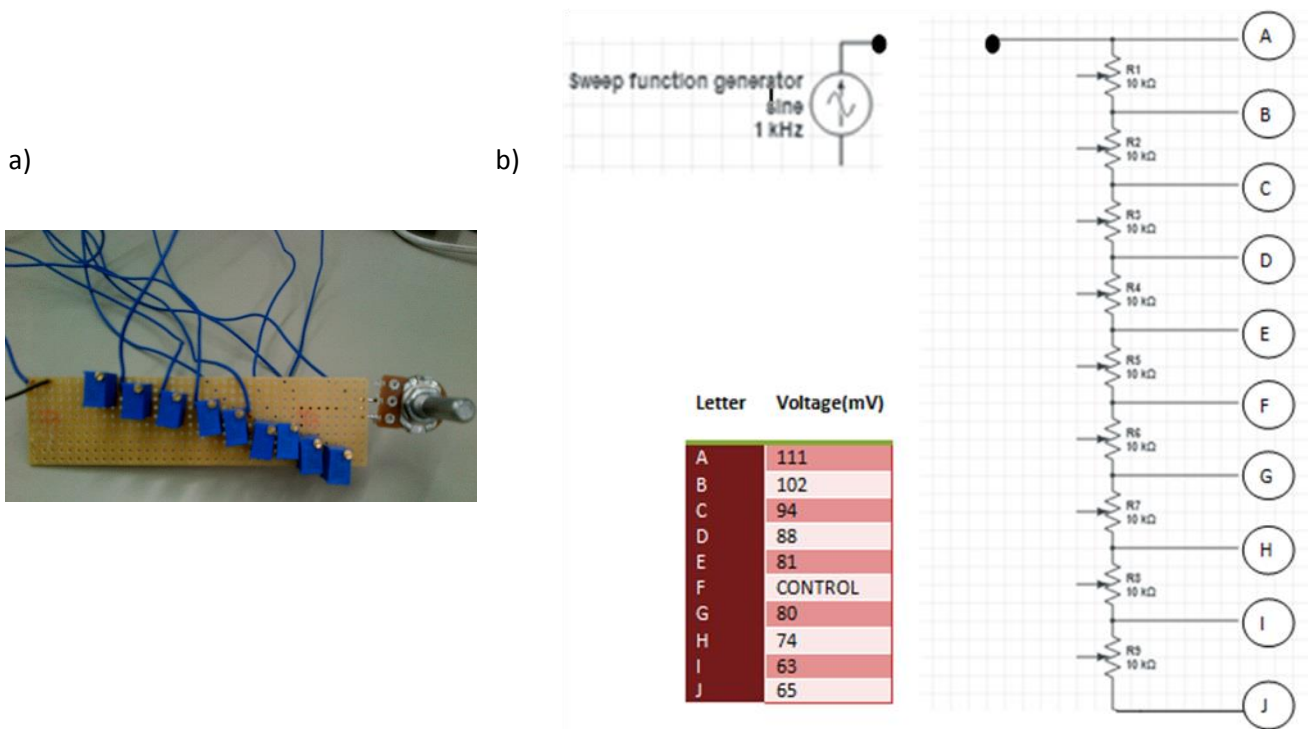 a)
b)
Sweep function generator
sine
1 kHz
Letter Voltage(mV)
A 111
B 102
C 94
D 88
E 81
F CONTROL
G 80
H 74
I 63
J 65
A
R1
10 kΩ
B
R2
10 kΩ
C
R3
10 kΩ
D
R4
10 kΩ
E
R5
10 kΩ
F
R6
10 kΩ
G
R7
10 kΩ
H
R8
10 kΩ
I
R9
10 kΩ
J